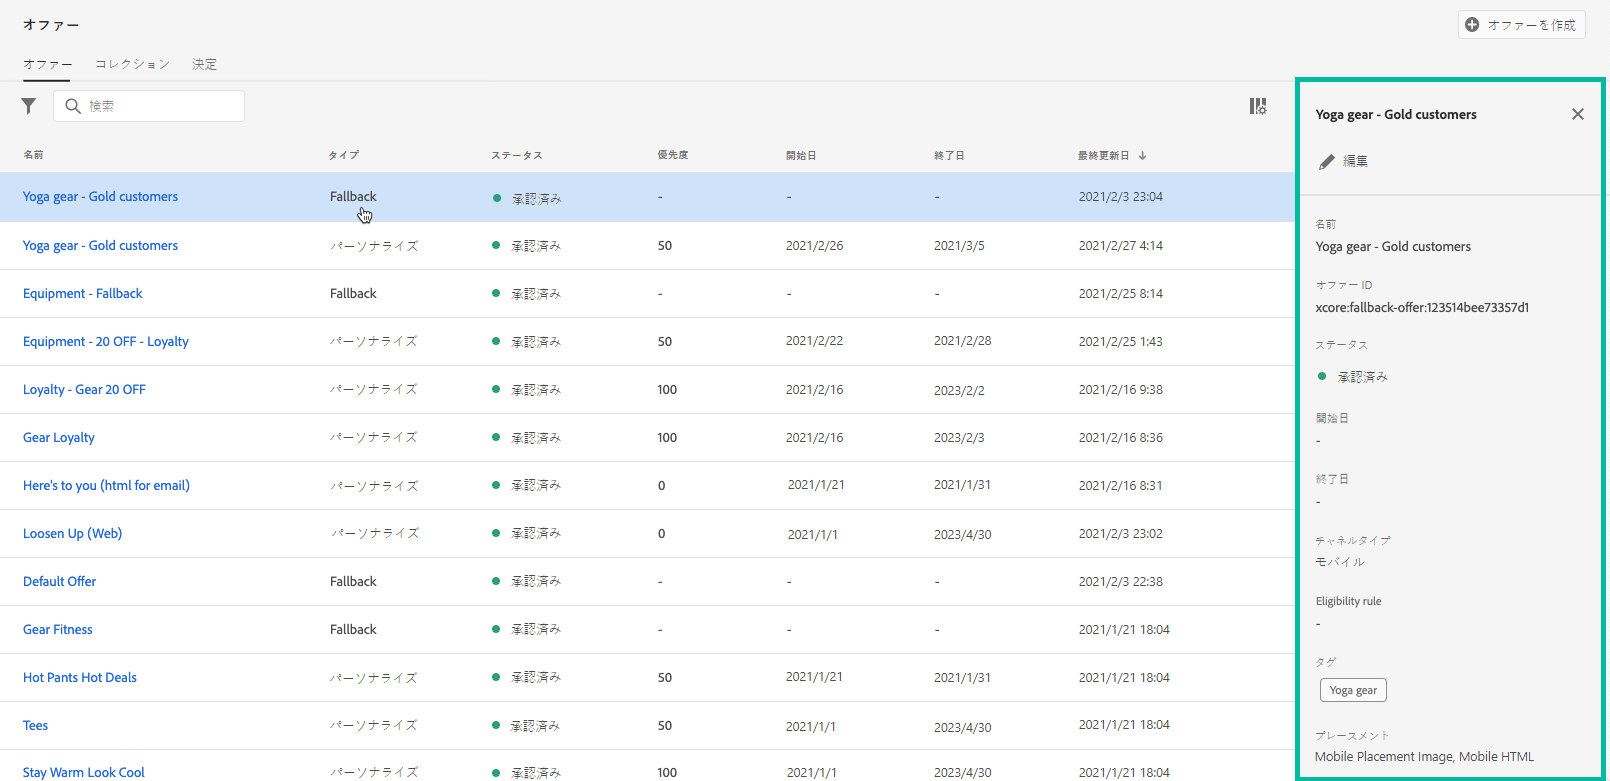 オファー
オファーを作成
オファー コレクション 決定
検索
名前 タイプ ステータス 優先度 開始日 終了日 最終更新日 ↓
Yoga gear - Gold customers Fallback 承認済み - - - 2021/2/3 23:04
Yoga gear - Gold customers パーソナライズ 承認済み 50 2021/2/26 2021/3/5 2021/2/27 4:14
Equipment - Fallback Fallback 承認済み - - - 2021/2/25 8:14
Equipment - 20 OFF - Loyalty パーソナライズ 承認済み 50 2021/2/22 2021/2/28 2021/2/25 1:43
Loyalty - Gear 20 OFF パーソナライズ 承認済み 100 2021/2/16 2023/2/2 2021/2/16 9:38
Gear Loyalty パーソナライズ 承認済み 100 2021/2/16 2023/2/3 2021/2/16 8:36
Here's to you (html for email) パーソナライズ 承認済み 0 2021/1/21 2021/1/31 2021/2/16 8:31
Loosen Up (Web) パーソナライズ 承認済み 0 2021/1/1 2023/4/30 2021/2/3 23:02
Default Offer Fallback 承認済み - - - 2021/2/3 22:38
Gear Fitness Fallback 承認済み - - - 2021/1/21 18:04
Hot Pants Hot Deals パーソナライズ 承認済み 50 2021/1/21 2021/1/31 2021/1/21 18:04
Tees パーソナライズ 承認済み 50 2021/1/1 2023/4/30 2021/1/21 18:04
Stay Warm Look Cool パーソナライズ 承認済み 100 2021/1/1 2023/4/30 2021/1/21 18:04
Yoga gear - Gold customers
編集
名前
Yoga gear - Gold customers
オファー ID
xcore:fallback-offer:123514bee73357d1
ステータス
承認済み
開始日
-
終了日
-
チャネルタイプ
モバイル
Eligibility rule
-
タグ
Yoga gear
プレースメント
Mobile Placement Image, Mobile HTML